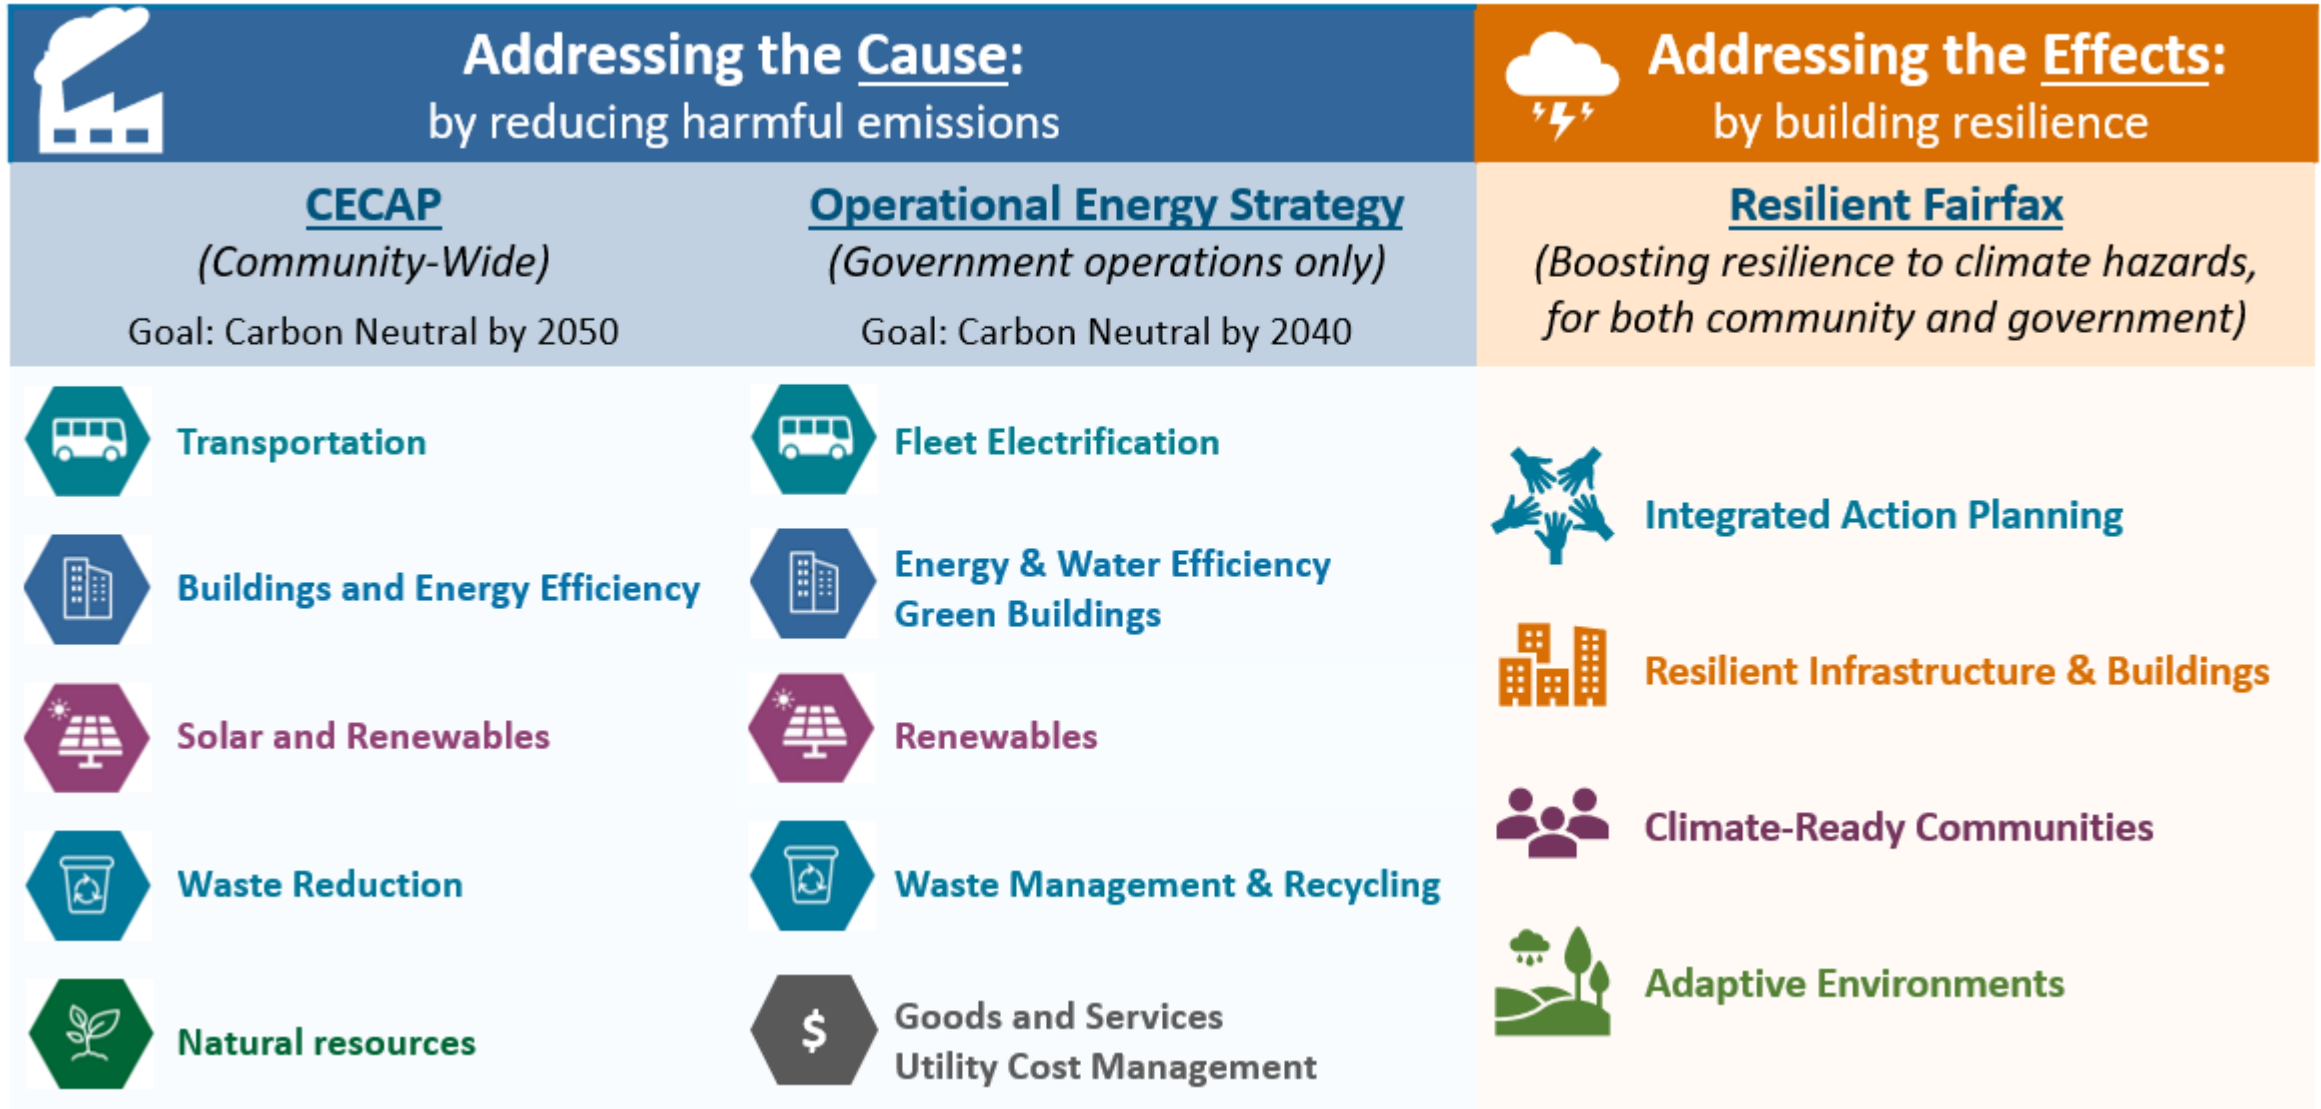 Addressing the Cause:
by reducing harmful emissions
Addressing the Effects:
by building resilience
CECAP
(Community-Wide)
Goal: Carbon Neutral by 2050
Operational Energy Strategy
(Government operations only)
Goal: Carbon Neutral by 2040
Resilient Fairfax
(Boosting resilience to climate hazards,
for both community and government)
Transportation
Buildings and Energy Efficiency
Solar and Renewables
Waste Reduction
Natural resources
Fleet Electrification
Energy & Water Efficiency
Green Buildings
Renewables
Waste Management & Recycling
$
Goods and Services
Utility Cost Management
Integrated Action Planning
Resilient Infrastructure & Buildings
Climate-Ready Communities
Adaptive Environments